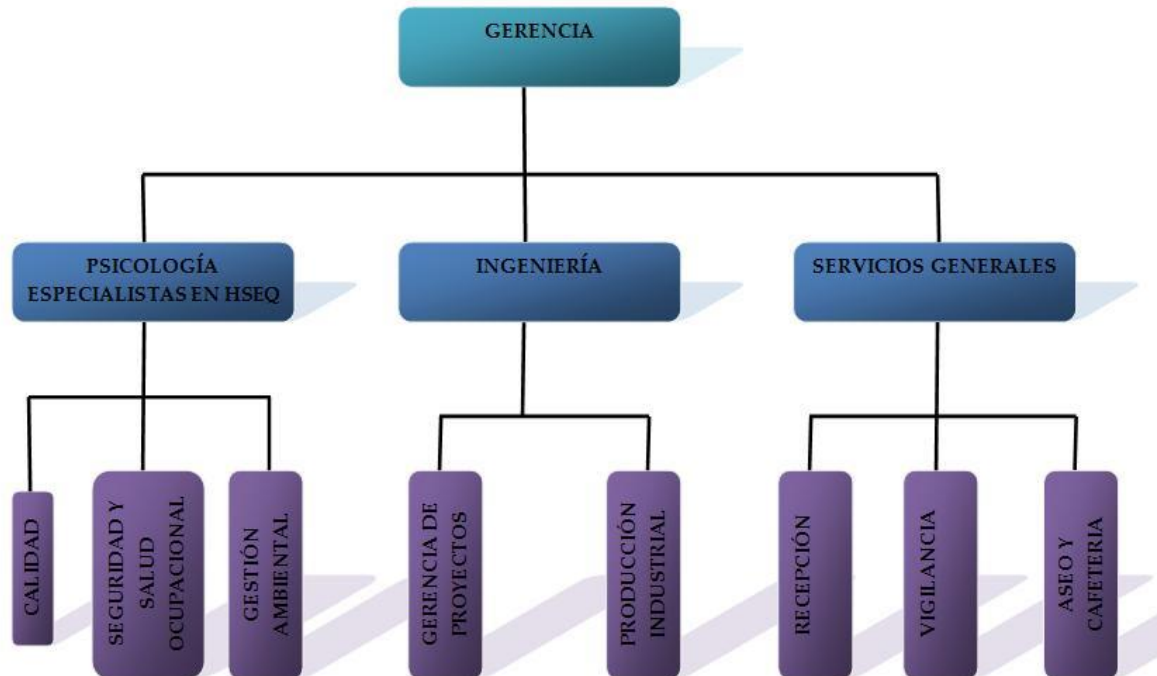 GERENCIA
PSICOLOGÍA
ESPECIALISTAS EN HSEQ
INGENIERÍA
SERVICIOS GENERALES
CALIDAD
SEGURIDAD Y
SALUD
OCUPACIONAL
GESTIÓN
AMBIENTAL
GERENCIA DE
PROYECTOS
PRODUCCIÓN
INDUSTRIAL
RECEPCIÓN
VIGILANCIA
ASEO Y
CAFETERIA